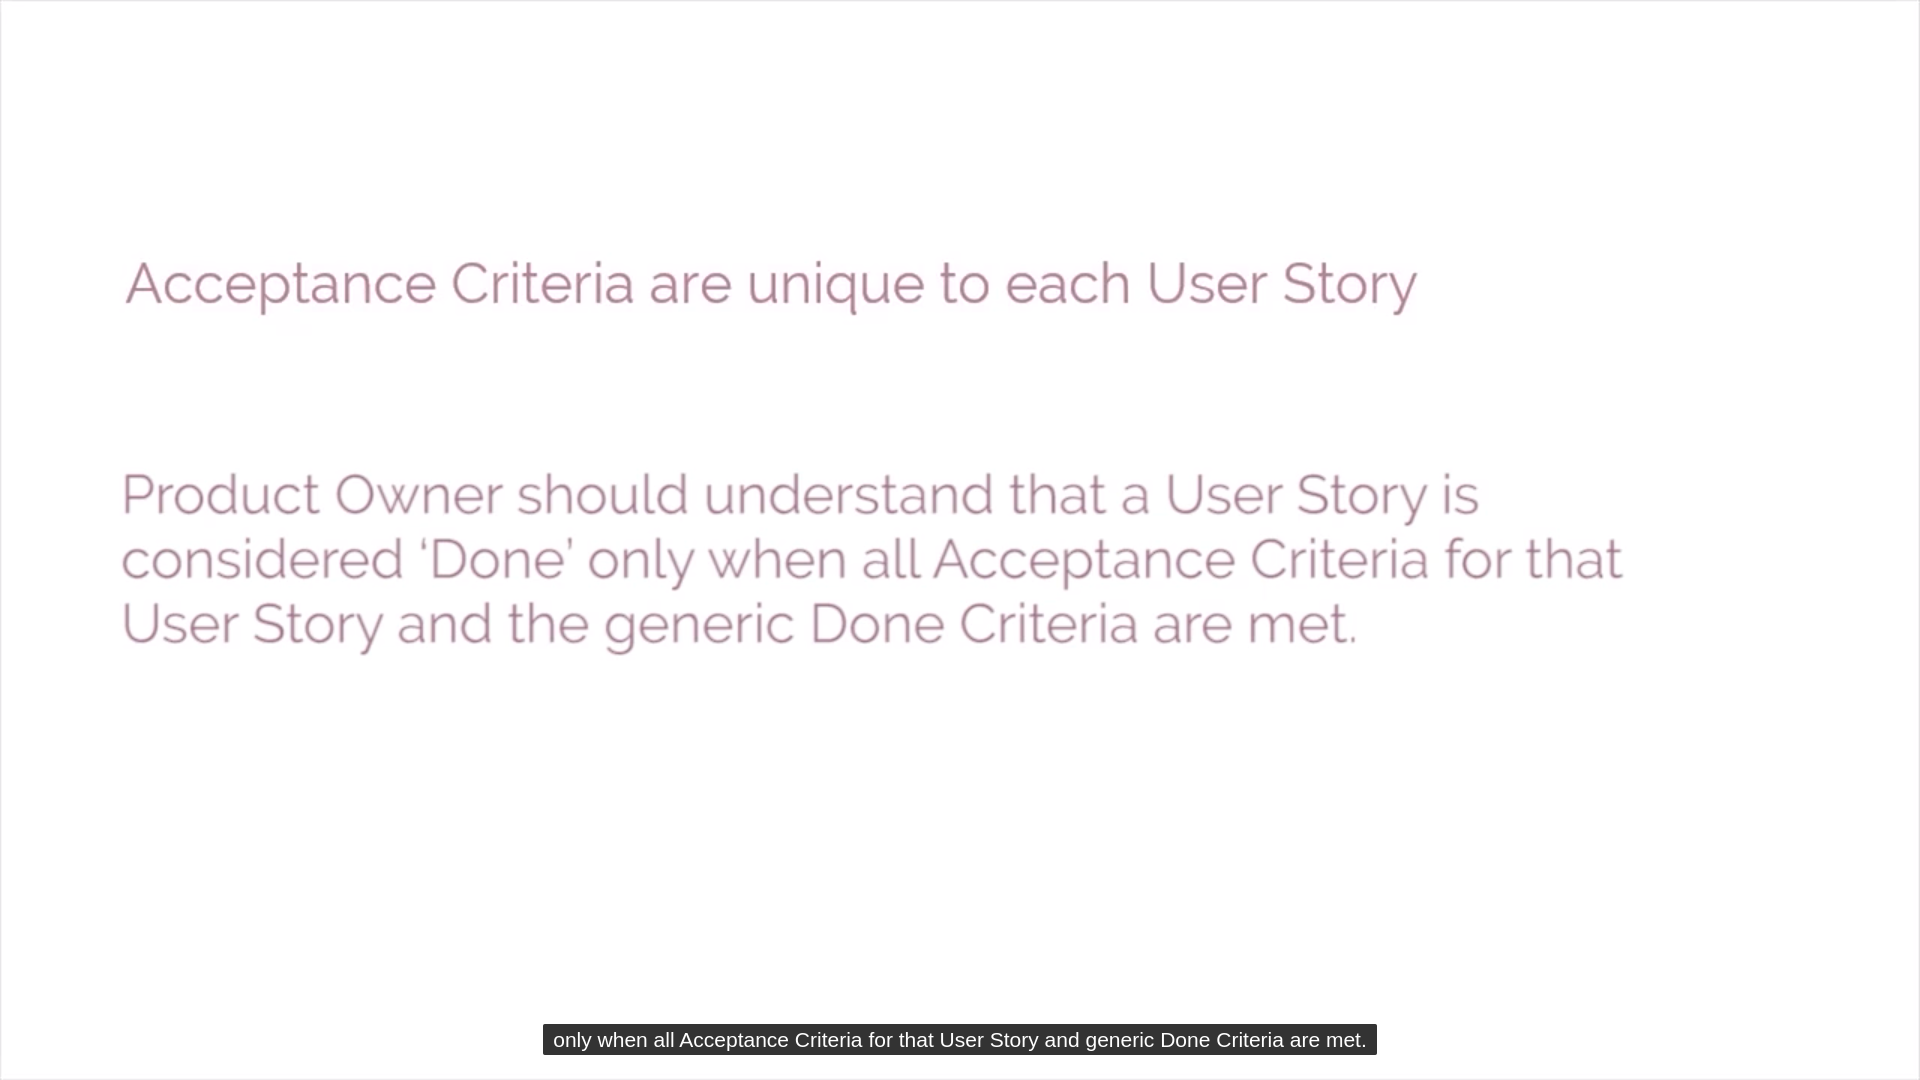 Acceptance Criteria are unique to each User Story
Product Owner should understand that a User Story is
considered ‘Done’ only when all Acceptance Criteria for that
User Story and the generic Done Criteria are met.
only when all Acceptance Criteria for that User Story and generic Done Criteria are met.